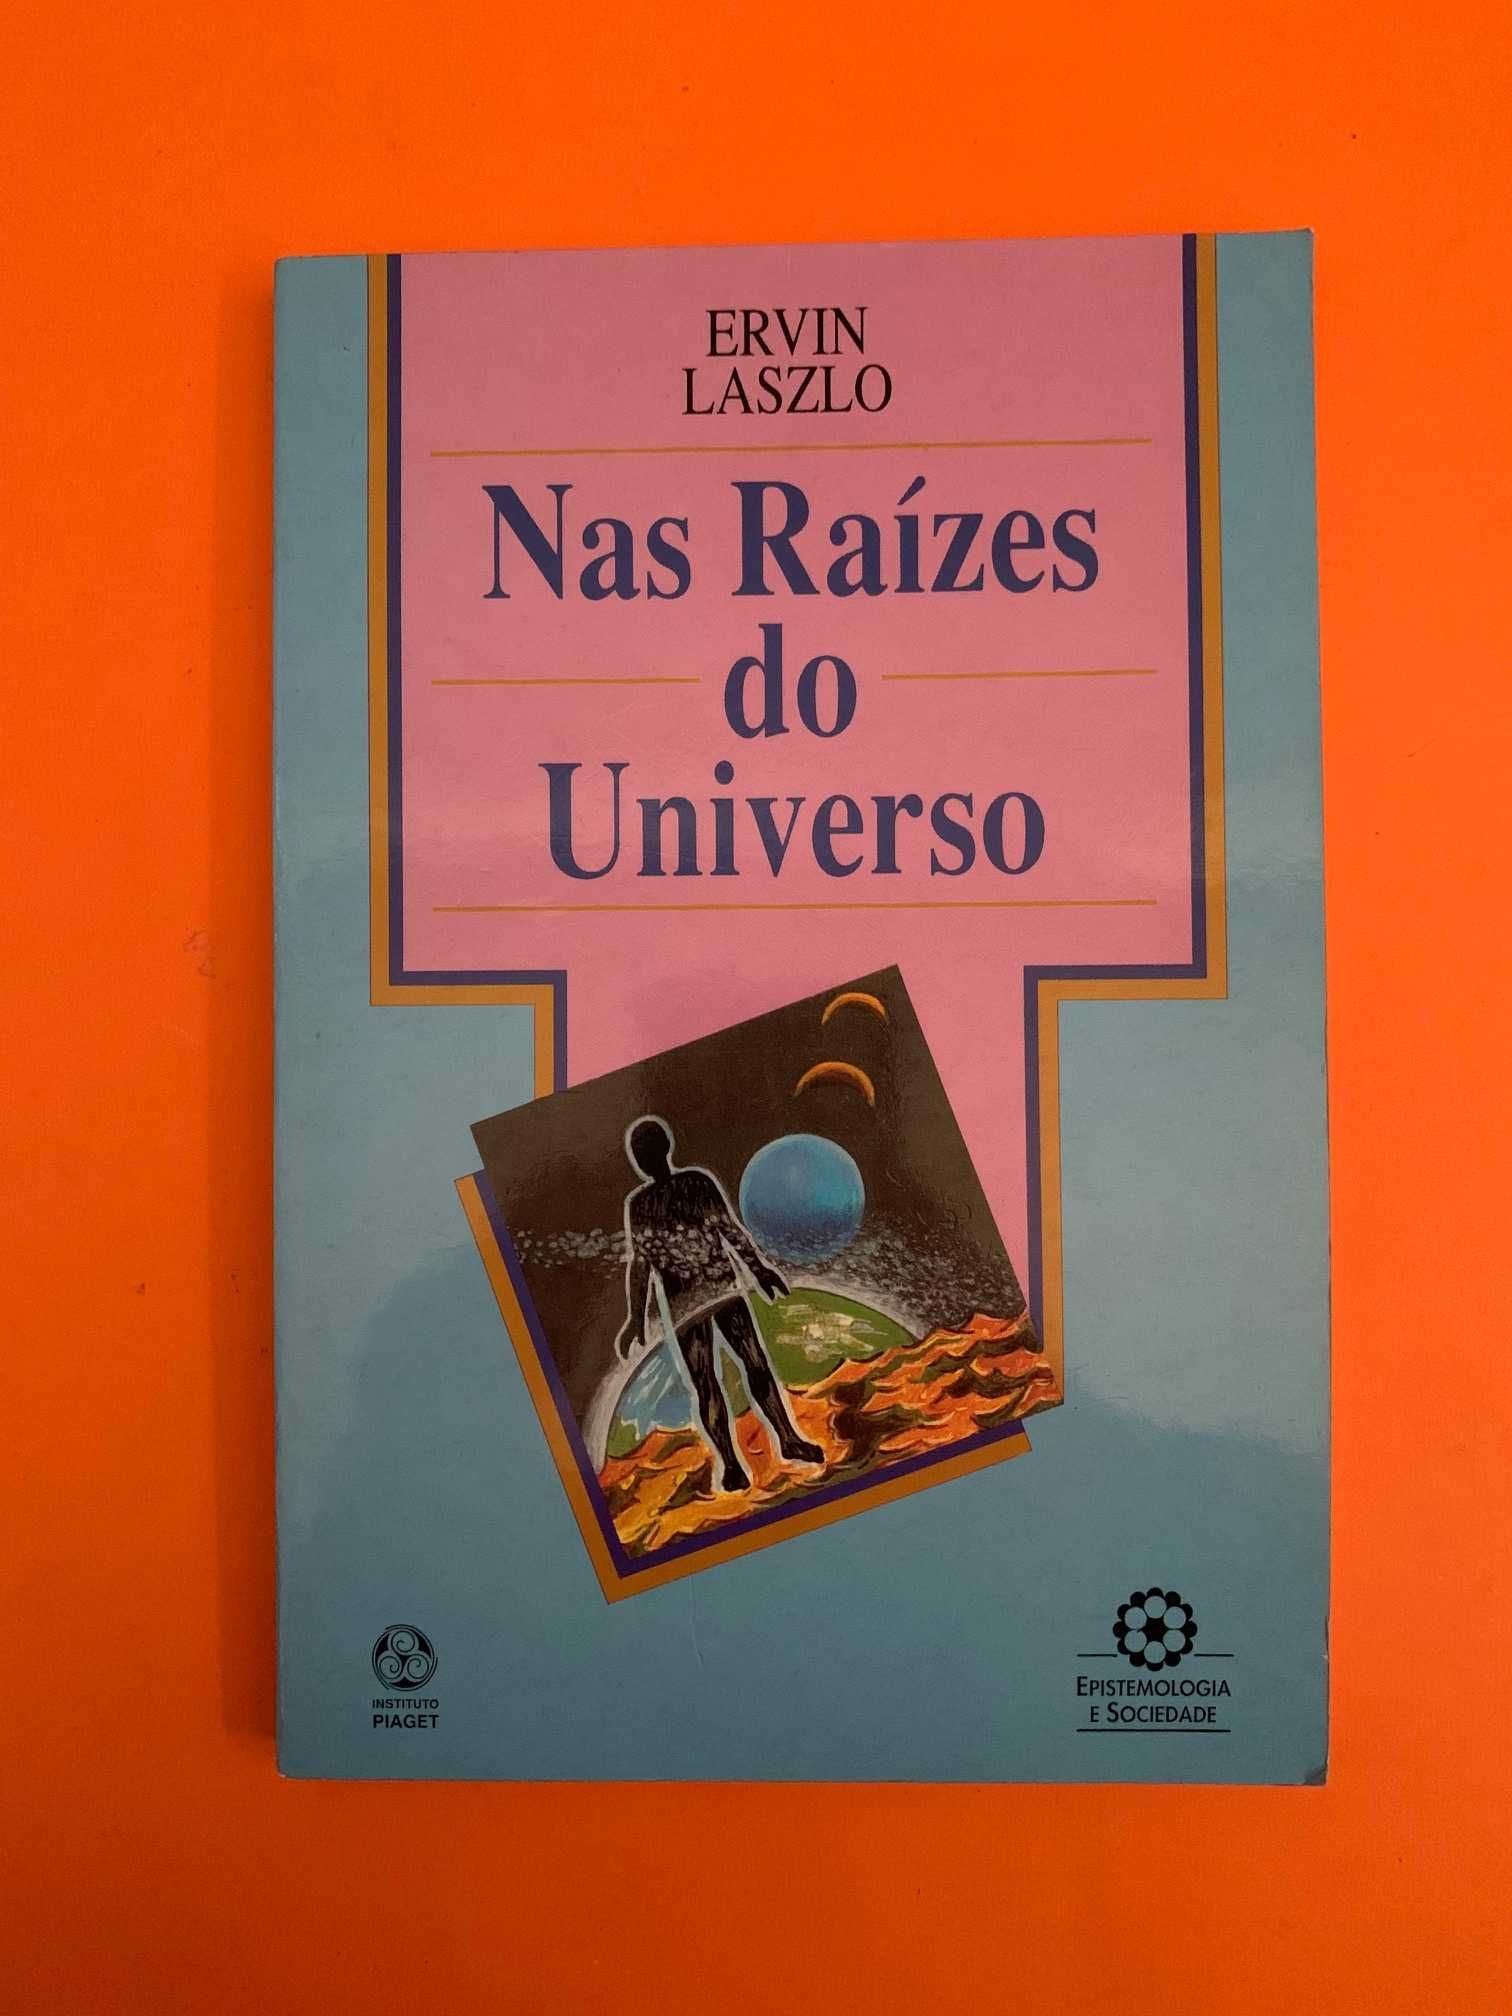 ERVIN
LASZLO
Nas Raízes
do
Universo
INSTITUTO
PIAGET
EPISTEMOLOGIA
E SOCIEDADE